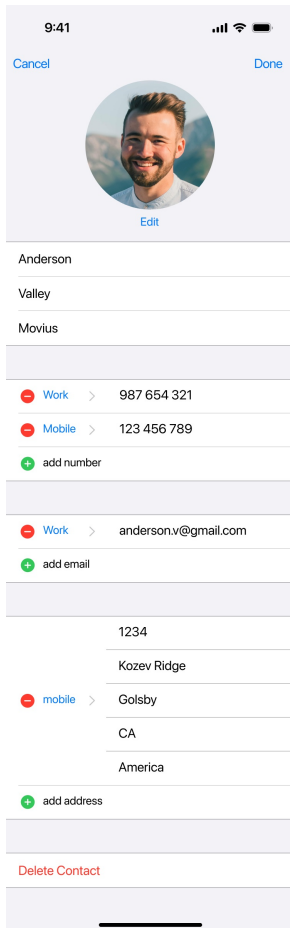 9:41
Cancel Done
Edit
Anderson
Valley
Movius
Work 987 654 321
Mobile 123 456 789
add number
Work anderson.v@gmail.com
add email
1234
Kozev Ridge
mobile Golsby
CA
America
add address
Delete Contact